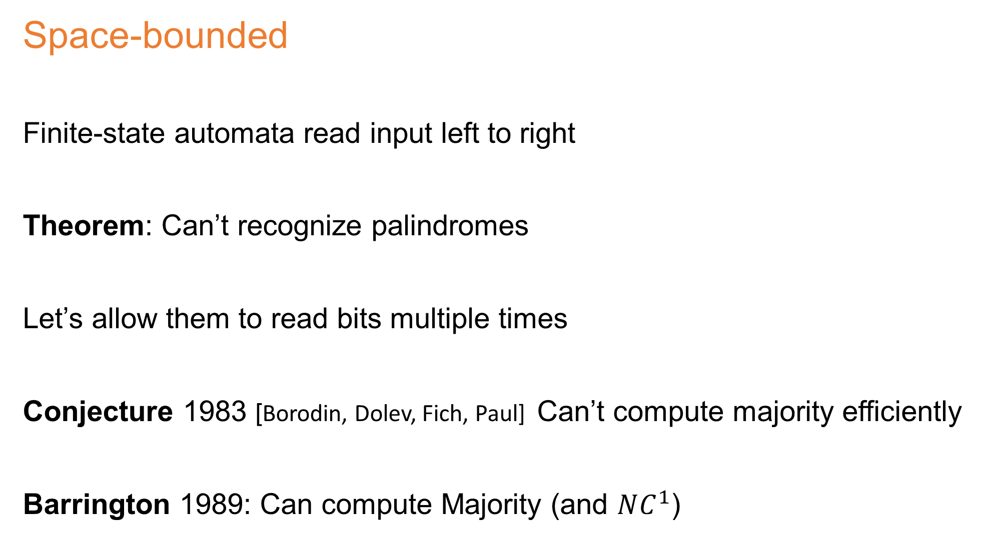 Space-bounded
Finite-state automata read input left to right
Theorem: Can’t recognize palindromes
Let’s allow them to read bits multiple times
Conjecture 1983 [Borodin, Dolev, Fich, Paul] Can’t compute majority efficiently
Barrington 1989: Can compute Majority (and 𝑁𝐶¹)